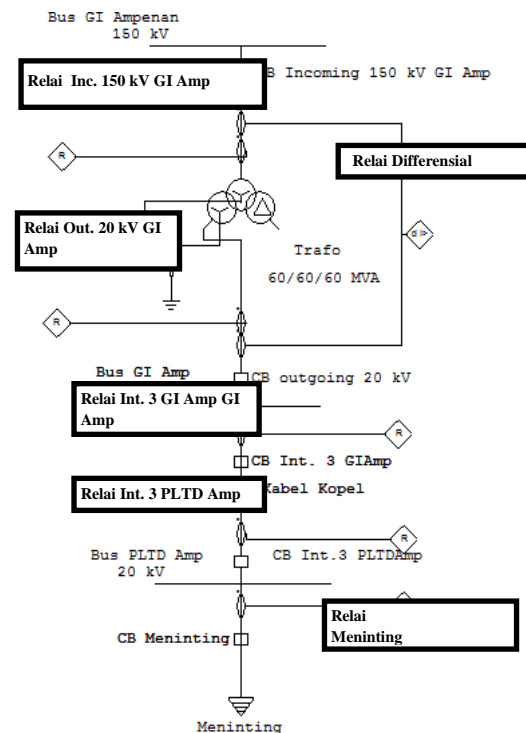 Bus GI Ampenan
150 kV
B Incoming 150 kV GI Amp
Relai Inc. 150 kV GI Amp
R
Relai Differensial
Relai Out. 20 kV GI
Amp
d I>
Trafo
60/60/60 MVA
R
Bus GI Amp
CB outgoing 20 kV
Relai Int. 3 GI Amp GI
Amp
R
CB Int. 3 GIAmp
Relai Int. 3 PLTD Amp
Kabel Kopel
R
Bus PLTD Amp
20 kV
CB Int.3 PLTDAmp
Relai
Meninting
CB Meninting
Meninting